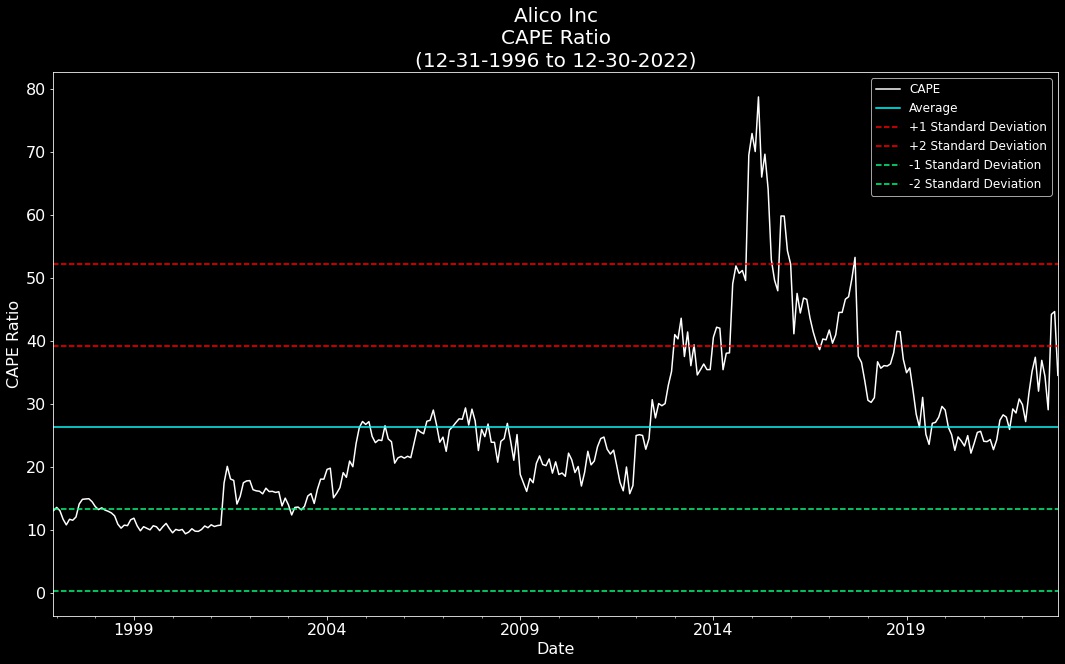 Alico Inc
CAPE Ratio
(12-31-1996 to 12-30-2022)
CAPE
Average
+1 Standard Deviation
+2 Standard Deviation
-1 Standard Deviation
-2 Standard Deviation
CAPE Ratio
80
70
60
50
40
30
20
10
0
1999
2004
2009
2014
2019
Date